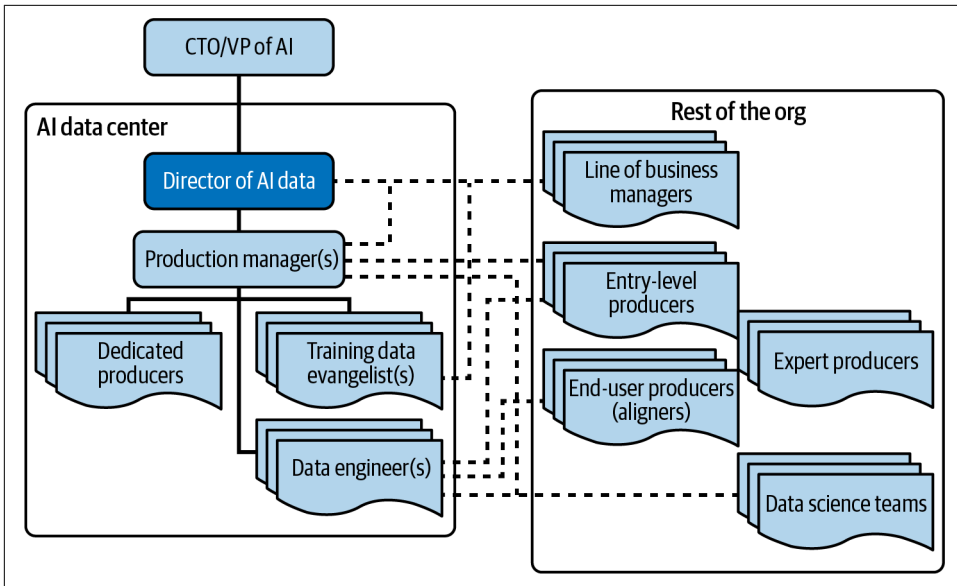 CTO/VP of AI
AI data center
Director of AI data
Production manager(s)
Dedicated
producers
Training data
evangelist(s)
Data engineer(s)
Rest of the org
Line of business
managers
Entry-level
producers
Expert producers
End-user producers
(aligners)
Data science teams